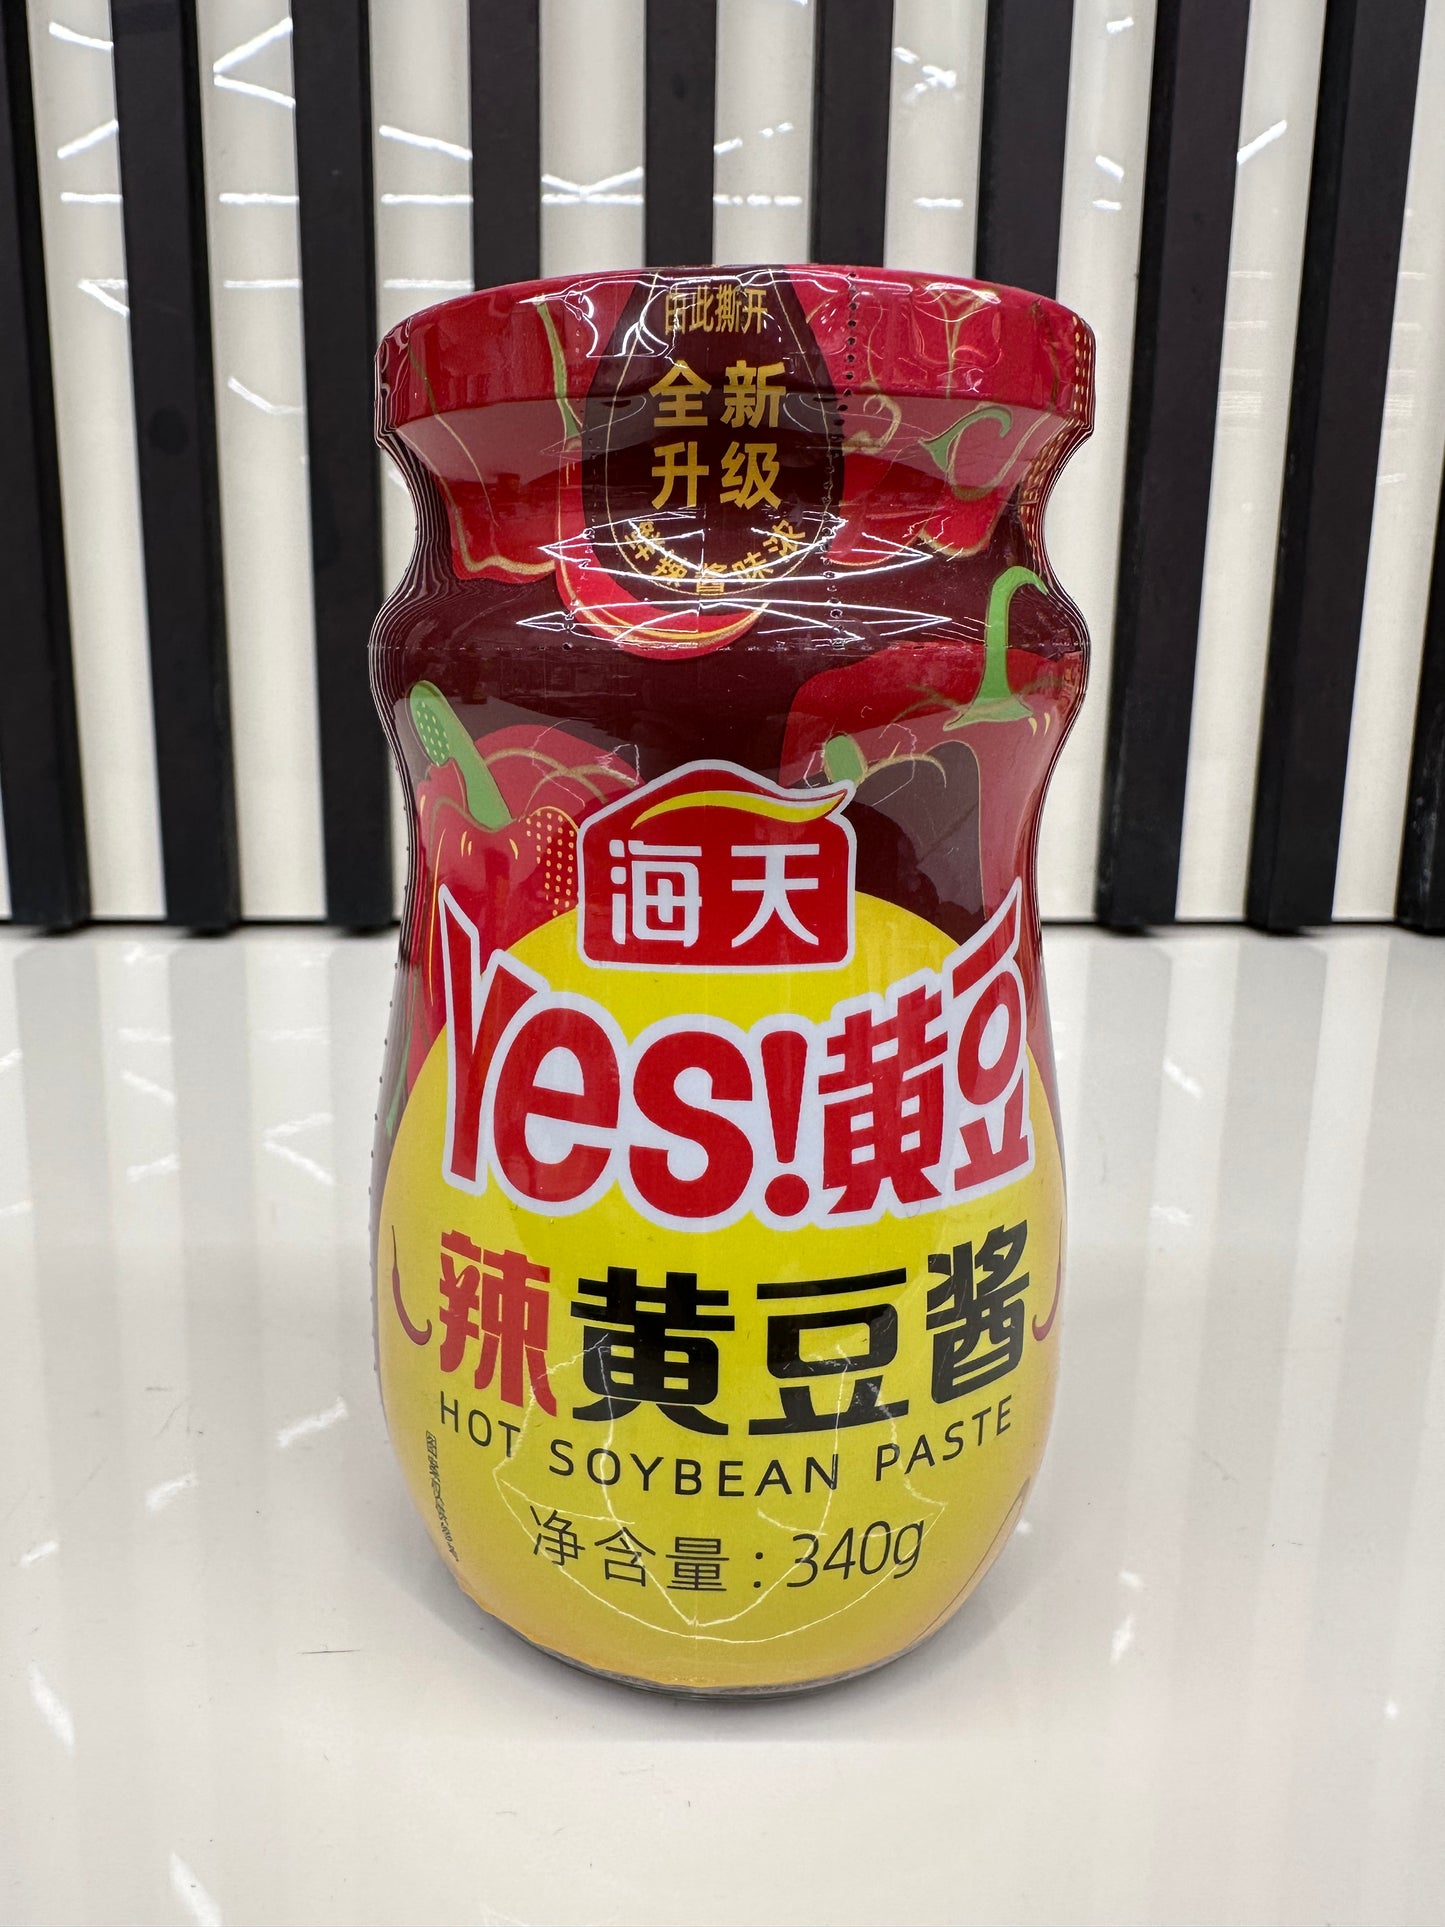 由此撕开
全新
升级
海天
Yes!黄豆
辣黄豆酱
HOT SOYBEAN PASTE
净含量:340g